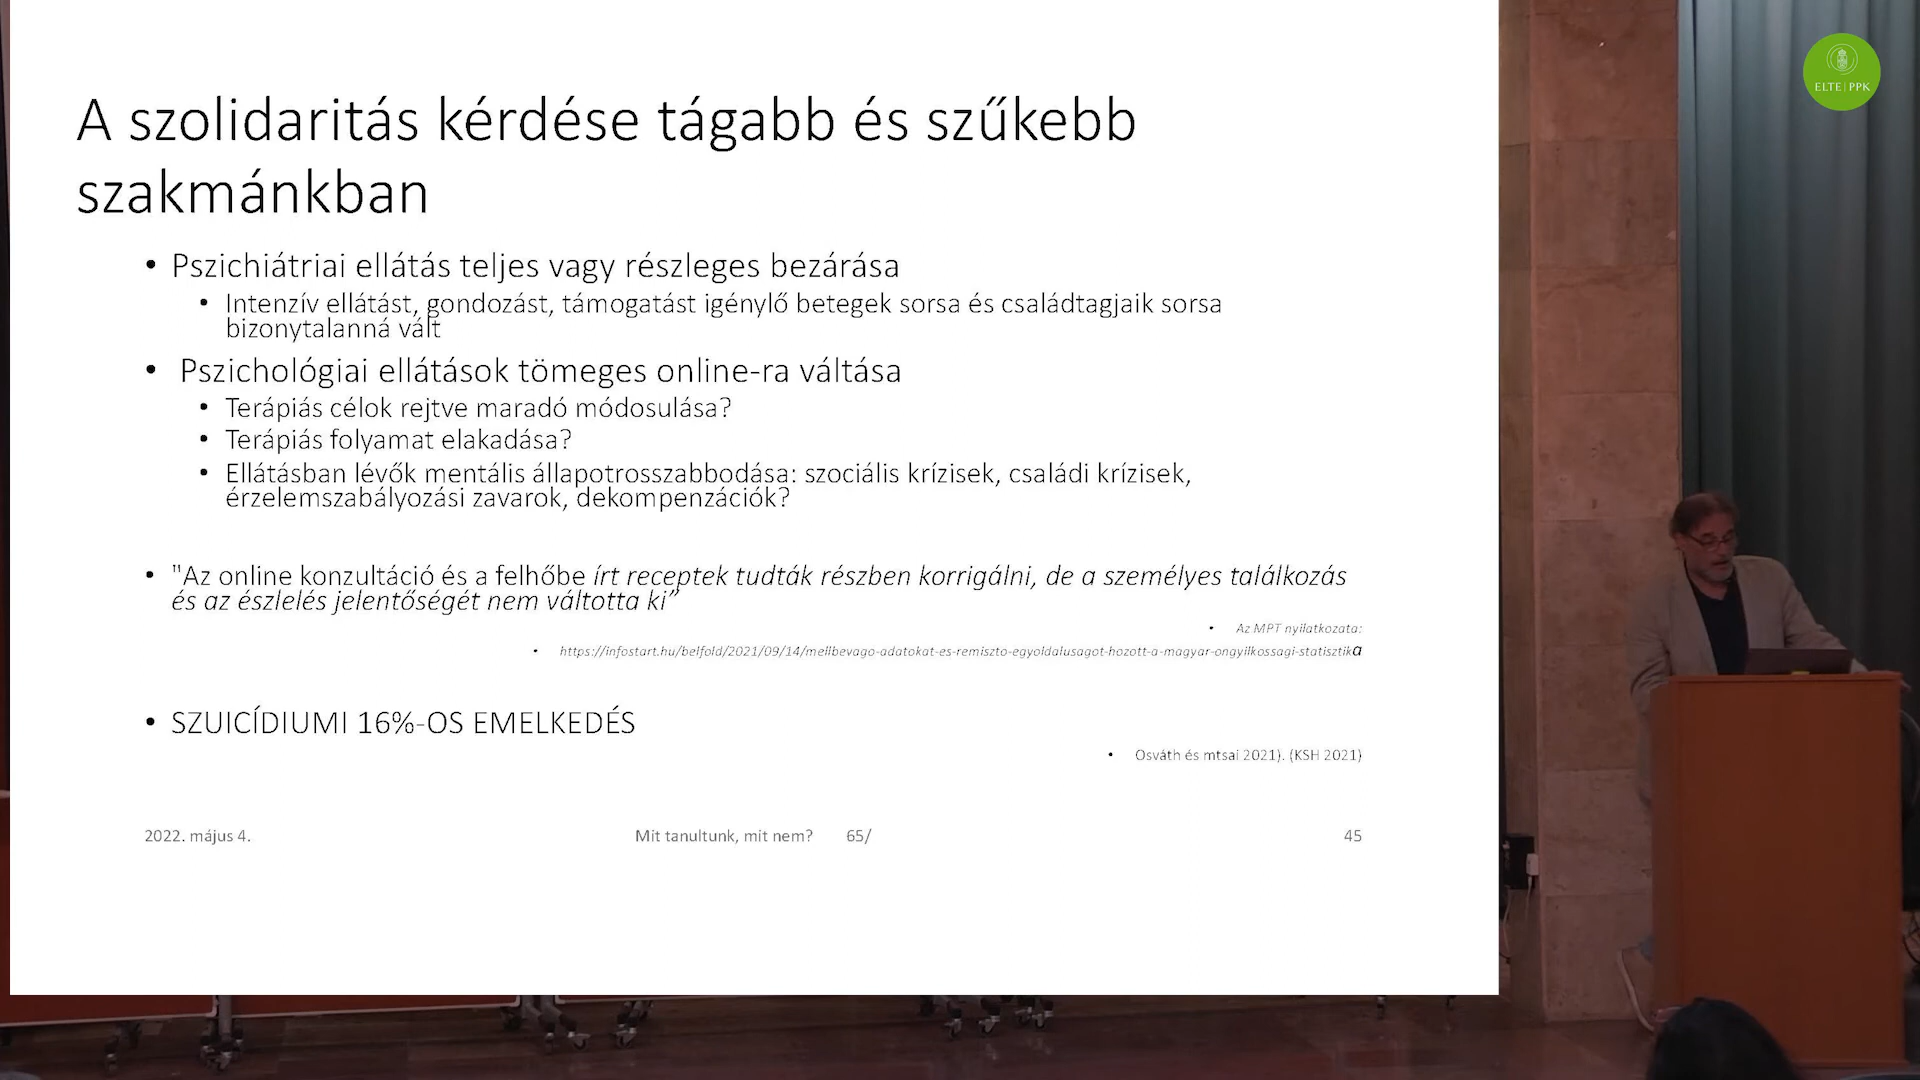 A szolidaritás kérdése tágabb és szűkebb
szakmánkban
• Pszichiátriai ellátás teljes vagy részleges bezárása
• Intenzív ellátást, gondozást, támogatást igénylő betegek sorsa és családtagjaik sorsa
bizonytalanná vált
• Pszichológiai ellátások tömeges online-ra váltása
• Terápiás célok rejtve maradó módosulása?
• Terápiás folyamat elakadása?
• Ellátásban lévők mentális állapotrosszabbodása: szociális krízisek, családi krízisek,
érzelemszabályozási zavarok, dekompenzációk?
• "Az online konzultáció és a felhőbe írt receptek tudták részben korrigálni, de a személyes találkozás
és az észlelés jelentőségét nem váltotta ki”
• Az MPT nyilatkozata:
• https://infostart.hu/belfold/2021/09/14/mellbevago-adatokat-es-remiszto-egyoldalusagot-hozott-a-magyar-ongyilkossagi-statisztika
• SZUICÍDIUMI 16%-OS EMELKEDÉS
• Osváth és mtsai 2021). (KSH 2021)
2022. május 4.
Mit tanultunk, mit nem? 65/
45
ELTE | PPK